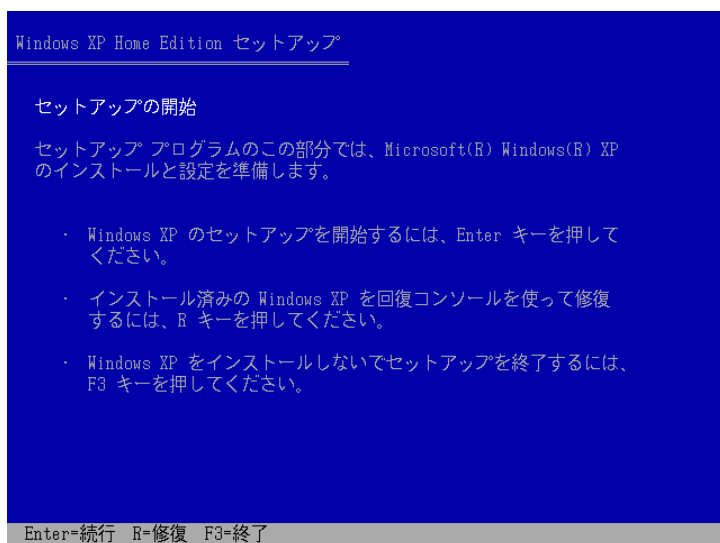 Windows XP Home Edition セットアップ
セットアップの開始
セットアップ プログラムのこの部分では、Microsoft(R) Windows(R) XP
のインストールと設定を準備します。
・ Windows XP のセットアップを開始するには、Enter キーを押して
ください。
・ インストール済みの Windows XP を回復コンソールを使って修復
するには、R キーを押してください。
・ Windows XP をインストールしないでセットアップを終了するには、
F3 キーを押してください。
Enter=続行 R=修復 F3=終了